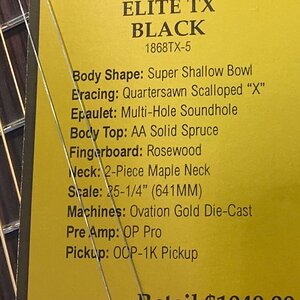 ELITE TX
BLACK
1868TX-5
Body Shape: Super Shallow Bowl
Bracing: Quartersawn Scalloped "X"
Epaulet: Multi-Hole Soundhole
Body Top: AA Solid Spruce
Fingerboard: Rosewood
Neck: 2-Piece Maple Neck
Scale: 25-1/4" (641MM)
Machines: Ovation Gold Die-Cast
Pre Amp: OP Pro
Pickup: OCP-1K Pickup
Retail